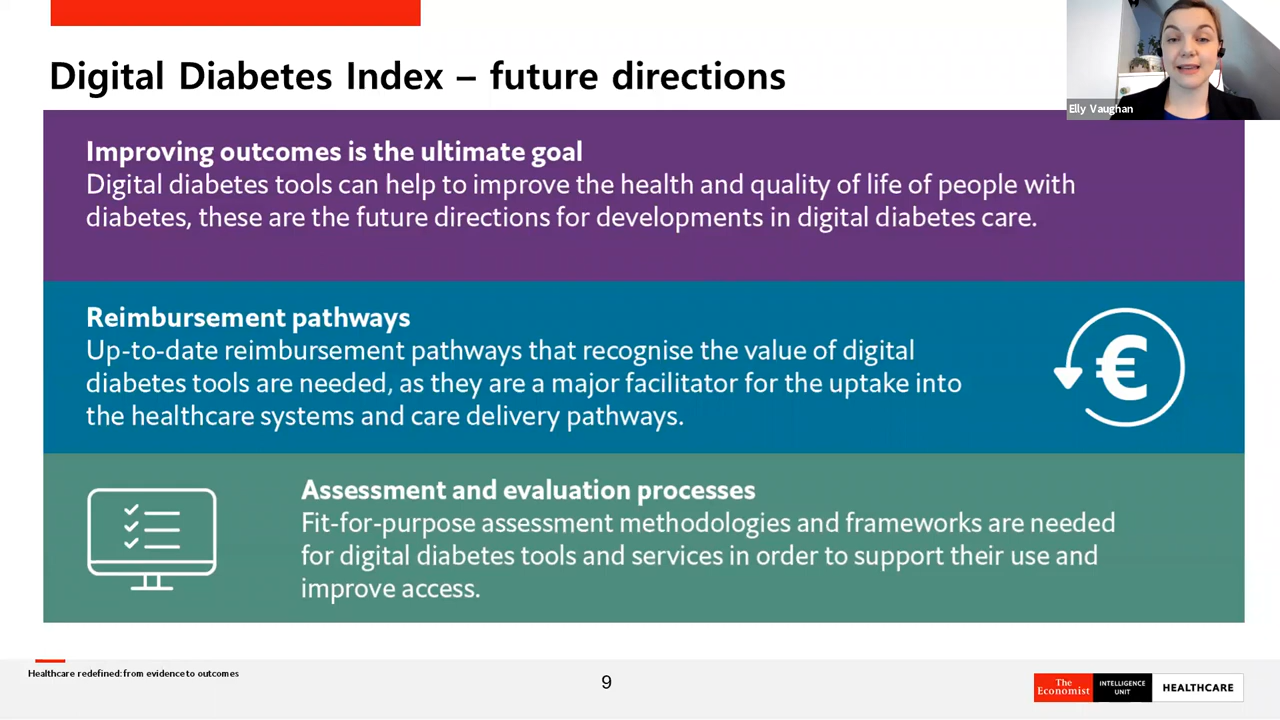 Digital Diabetes Index – future directions
Elly Vaughan
Improving outcomes is the ultimate goal
Digital diabetes tools can help to improve the health and quality of life of people with
diabetes, these are the future directions for developments in digital diabetes care.
Reimbursement pathways
Up-to-date reimbursement pathways that recognise the value of digital
diabetes tools are needed, as they are a major facilitator for the uptake into
the healthcare systems and care delivery pathways.
€
Assessment and evaluation processes
Fit-for-purpose assessment methodologies and frameworks are needed
for digital diabetes tools and services in order to support their use and
improve access.
Healthcare redefined: from evidence to outcomes
9
The
Economist
INTELLIGENCE
UNIT
HEALTHCARE